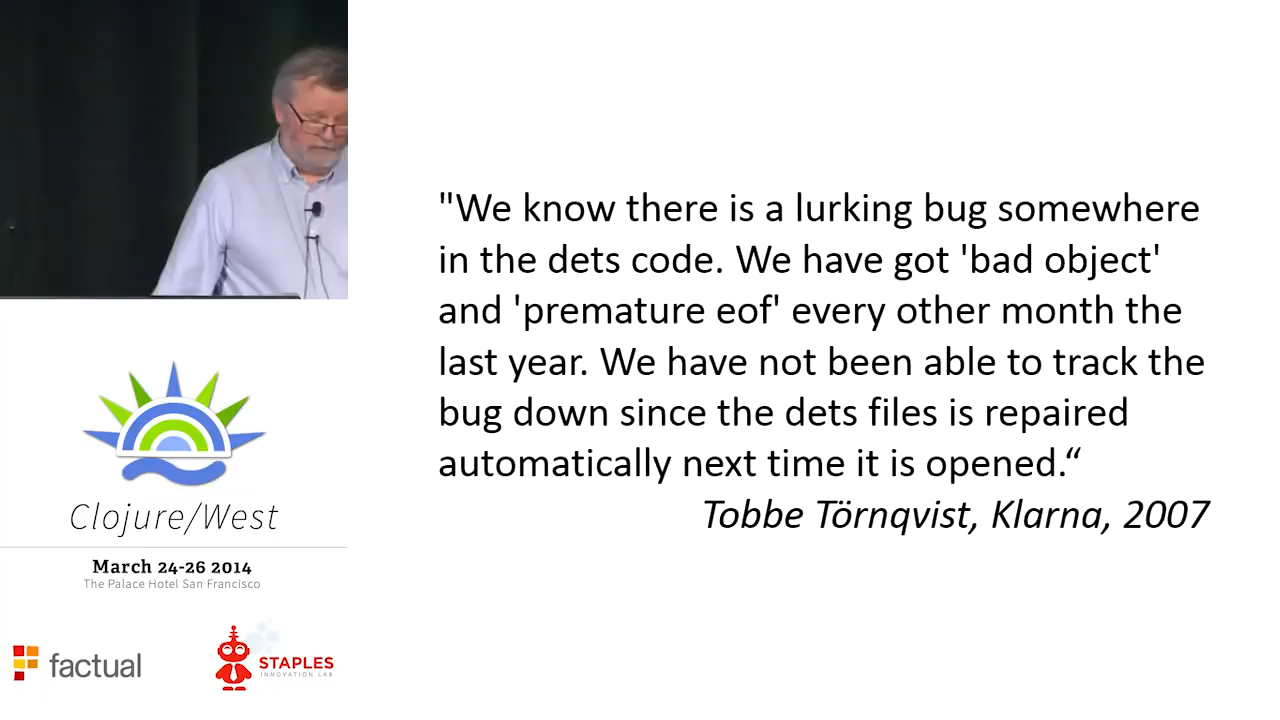 "We know there is a lurking bug somewhere
in the dets code. We have got 'bad object'
and 'premature eof' every other month the
last year. We have not been able to track the
bug down since the dets files is repaired
automatically next time it is opened.“
Tobbe Törnqvist, Klarna, 2007
Clojure/West
March 24-26 2014
The Palace Hotel San Francisco
factual
STAPLES
INNOVATION LAB